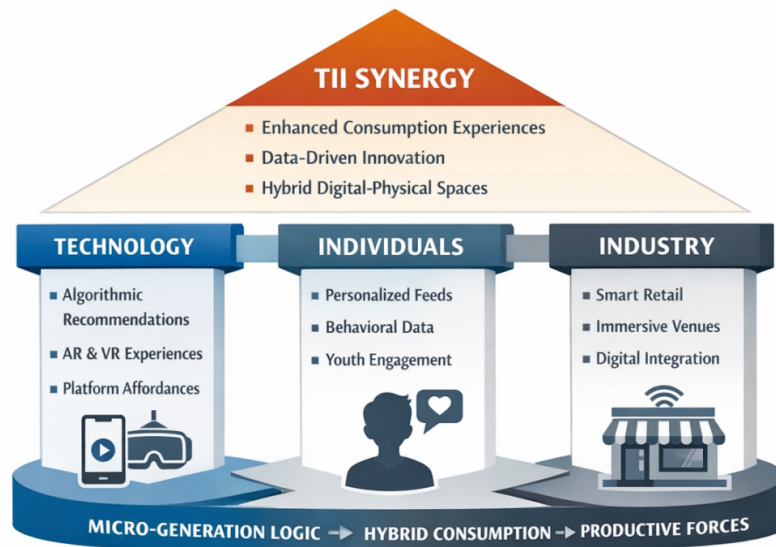 TII SYNERGY
▪ Enhanced Consumption Experiences
▪ Data-Driven Innovation
▪ Hybrid Digital-Physical Spaces
TECHNOLOGY
▪ Algorithmic
Recommendations
▪ AR & VR Experiences
▪ Platform Affordances
INDIVIDUALS
▪ Personalized Feeds
▪ Behavioral Data
▪ Youth Engagement
INDUSTRY
▪ Smart Retail
▪ Immersive Venues
▪ Digital Integration
MICRO-GENERATION LOGIC → HYBRID CONSUMPTION → PRODUCTIVE FORCES